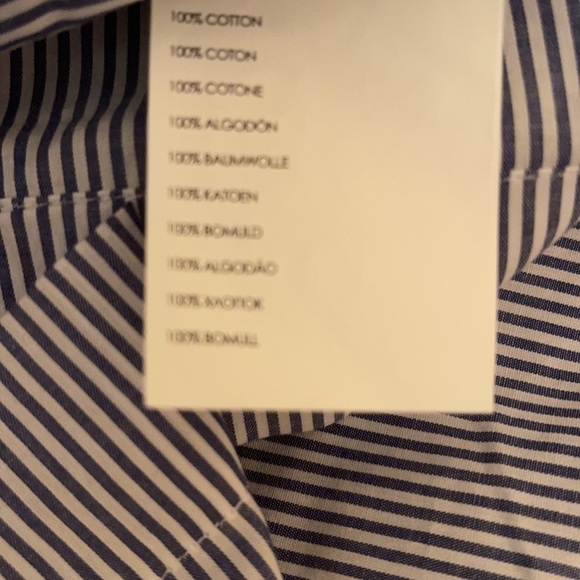 100% COTTON
100% COTON
100% COTONE
100% ALGODÓN
100% BAUMWOLLE
100% KATOEN
100% BOMULD
100% ALGODÃO
100%
100% BOMULL